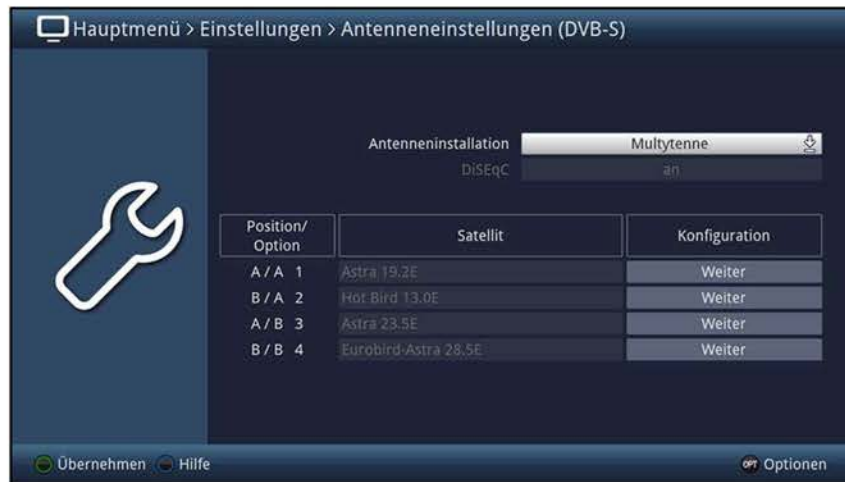 Hauptmenü > Einstellungen > Antenneneinstellungen (DVB-S)
Antenneninstallation Multytenne
DiSEqC an
Position/ Option Satellit Konfiguration
A / A 1 Astra 19.2E Weiter
B / A 2 Hot Bird 13.0E Weiter
A / B 3 Astra 23.5E Weiter
B / B 4 Eurobird-Astra 28.5E Weiter
Übernehmen Hilfe OPT Optionen